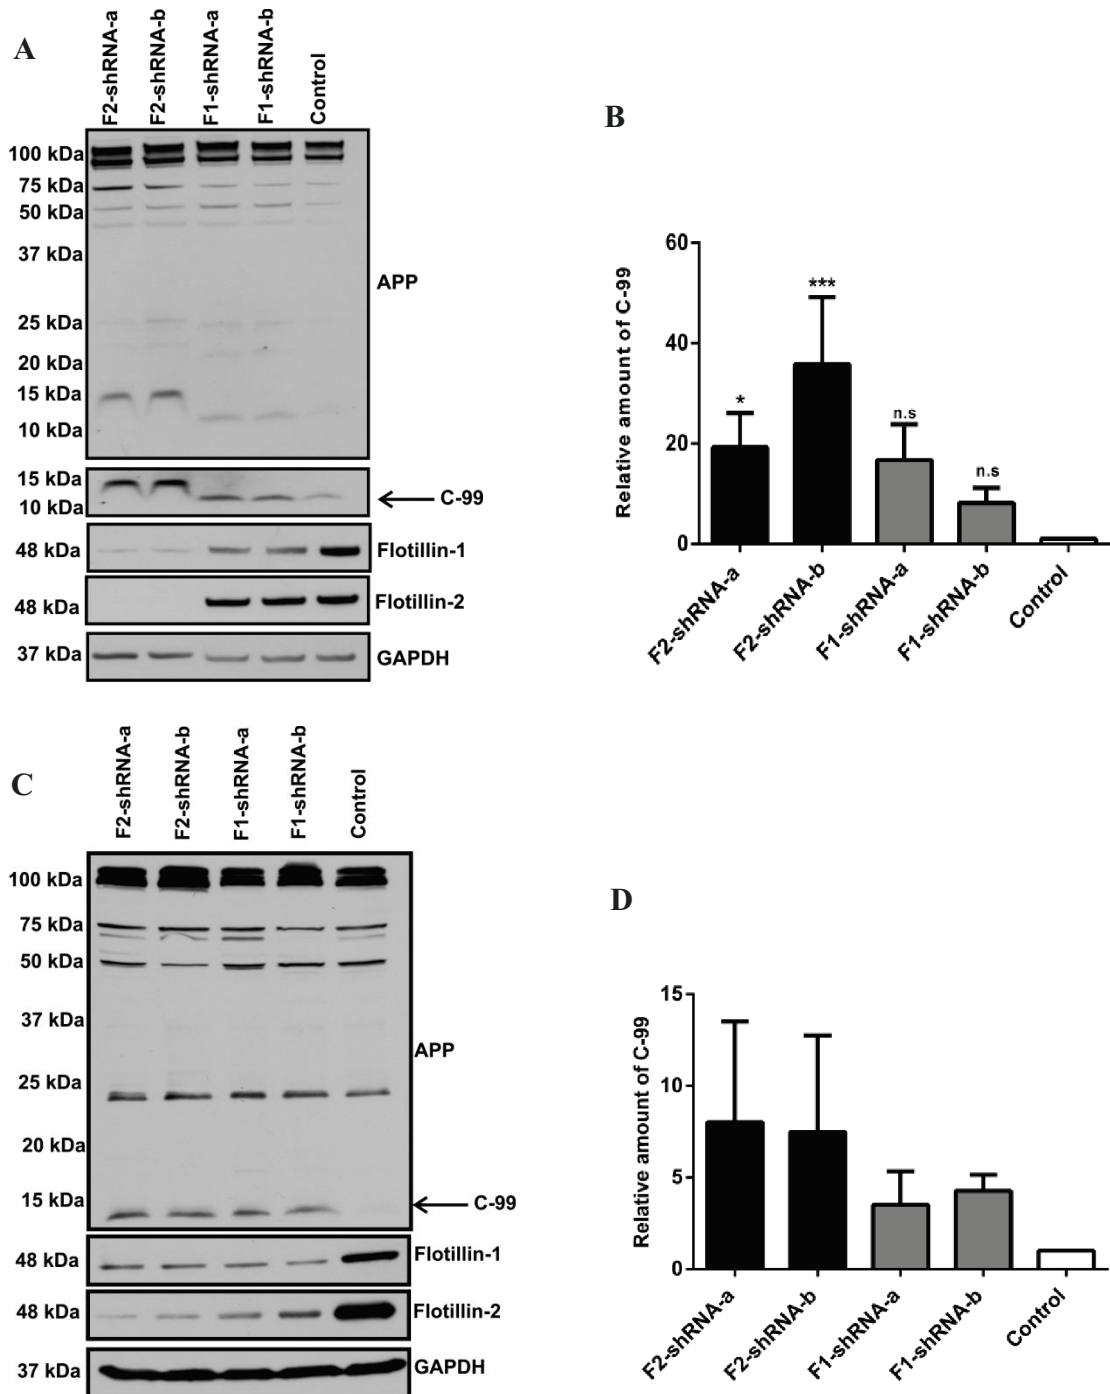 A
F2-shRNA-a
F2-shRNA-b
F1-shRNA-a
F1-shRNA-b
Control
100 kDa
75 kDa
50 kDa
37 kDa
25 kDa
20 kDa
15 kDa
10 kDa
APP
15 kDa
10 kDa
C-99
48 kDa
Flotillin-1
48 kDa
Flotillin-2
37 kDa
GAPDH
B
Relative amount of C-99
60
40
20
0
*
***
n.s
n.s
F2-shRNA-a
F2-shRNA-b
F1-shRNA-a
F1-shRNA-b
Control
C
F2-shRNA-a
F2-shRNA-b
F1-shRNA-a
F1-shRNA-b
Control
100 kDa
75 kDa
50 kDa
37 kDa
25 kDa
20 kDa
15 kDa
APP
C-99
48 kDa
Flotillin-1
48 kDa
Flotillin-2
37 kDa
GAPDH
D
Relative amount of C-99
15
10
5
0
F2-shRNA-a
F2-shRNA-b
F1-shRNA-a
F1-shRNA-b
Control